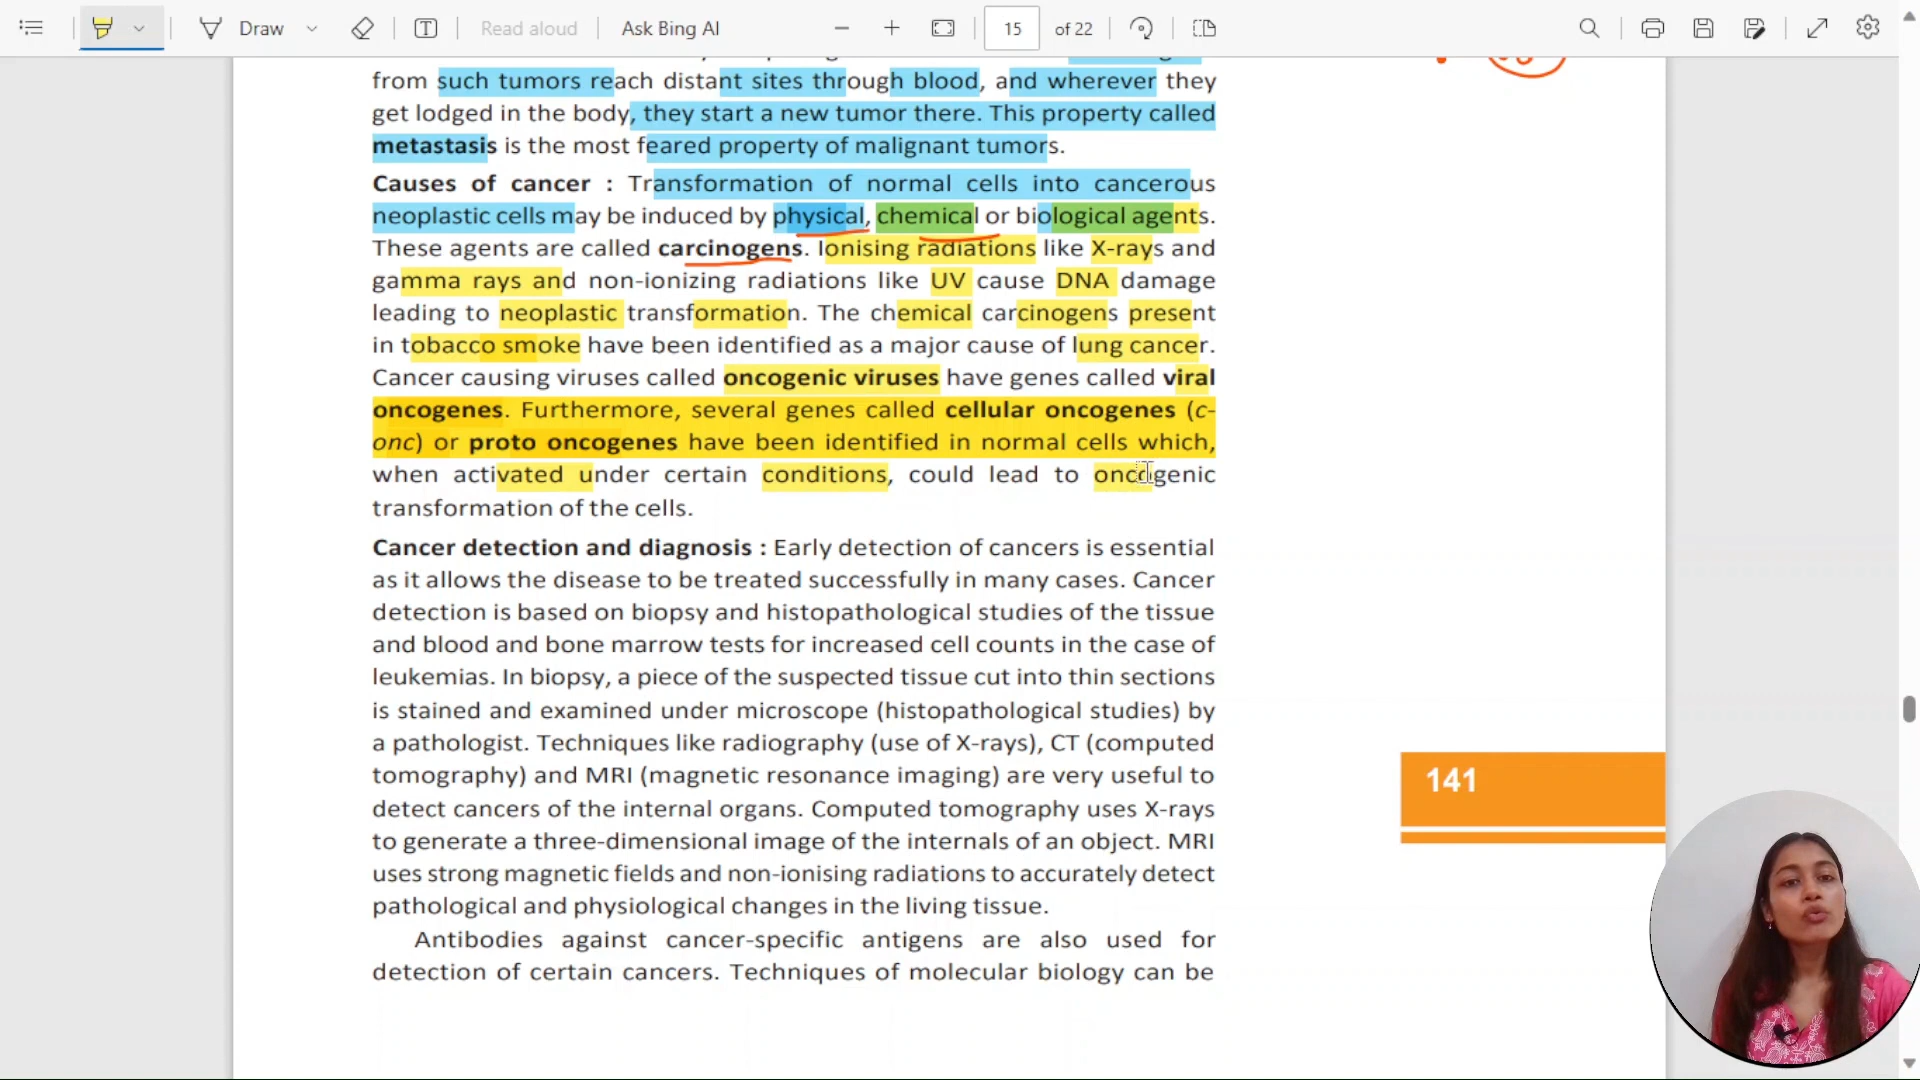 Draw
Read aloud
Ask Bing AI
15
of 22
from such tumors reach distant sites through blood, and wherever they
get lodged in the body, they start a new tumor there. This property called
metastasis is the most feared property of malignant tumors.
Causes of cancer : Transformation of normal cells into cancerous
neoplastic cells may be induced by physical, chemical or biological agents.
These agents are called carcinogens. Ionising radiations like X-rays and
gamma rays and non-ionizing radiations like UV cause DNA damage
leading to neoplastic transformation. The chemical carcinogens present
in tobacco smoke have been identified as a major cause of lung cancer.
Cancer causing viruses called oncogenic viruses have genes called viral
oncogenes. Furthermore, several genes called cellular oncogenes (c-
onc) or proto oncogenes have been identified in normal cells which,
when activated under certain conditions, could lead to oncogenic
transformation of the cells.
Cancer detection and diagnosis : Early detection of cancers is essential
as it allows the disease to be treated successfully in many cases. Cancer
detection is based on biopsy and histopathological studies of the tissue
and blood and bone marrow tests for increased cell counts in the case of
leukemias. In biopsy, a piece of the suspected tissue cut into thin sections
is stained and examined under microscope (histopathological studies) by
a pathologist. Techniques like radiography (use of X-rays), CT (computed
tomography) and MRI (magnetic resonance imaging) are very useful to
detect cancers of the internal organs. Computed tomography uses X-rays
to generate a three-dimensional image of the internals of an object. MRI
uses strong magnetic fields and non-ionising radiations to accurately detect
pathological and physiological changes in the living tissue.
Antibodies against cancer-specific antigens are also used for
detection of certain cancers. Techniques of molecular biology can be
141